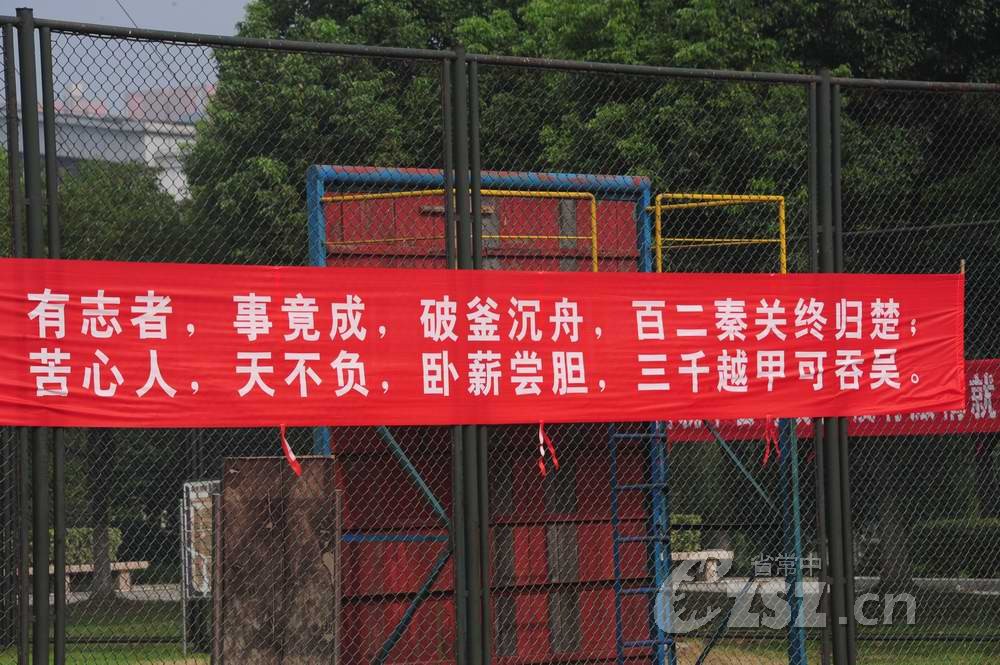 有志者，事竟成，破釜沉舟，百二秦关终归楚；
苦心人，天不负，卧薪尝胆，三千越甲可吞吴。
就
省常中
CZSZ.cn